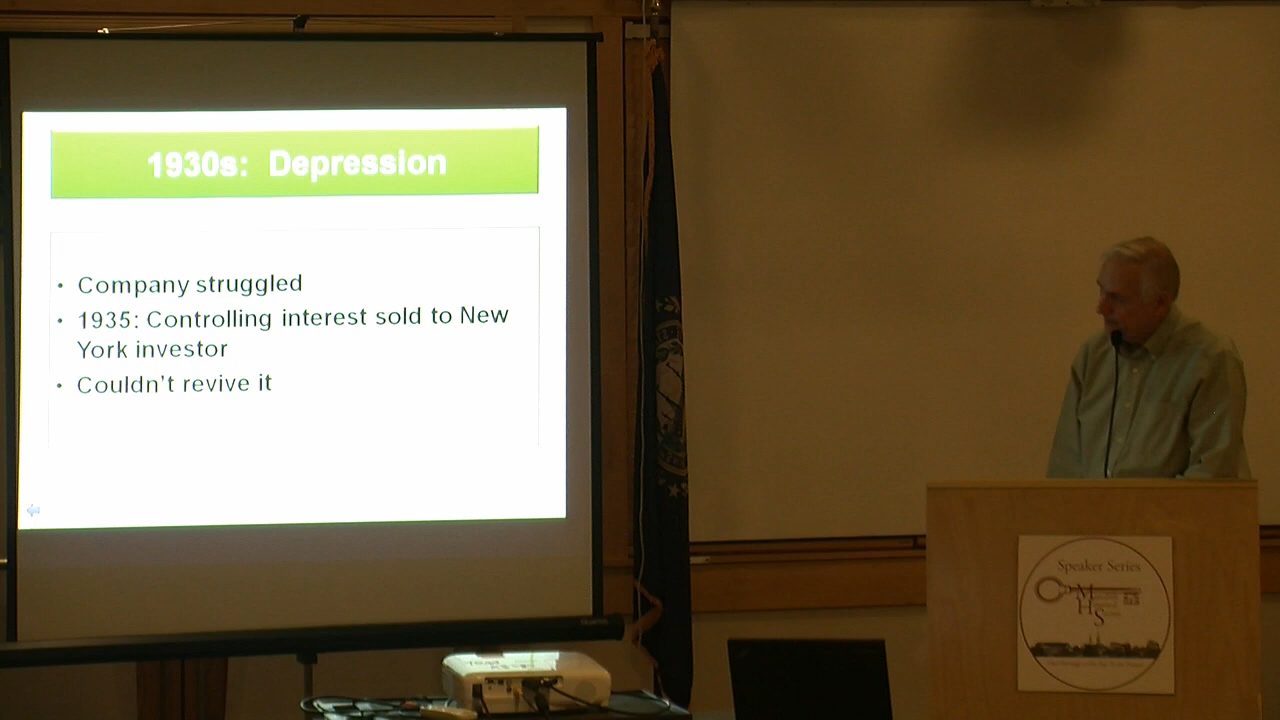 1930s: Depression
• Company struggled
• 1935: Controlling interest sold to New
York investor
• Couldn't revive it
Speaker Series
M
H
S